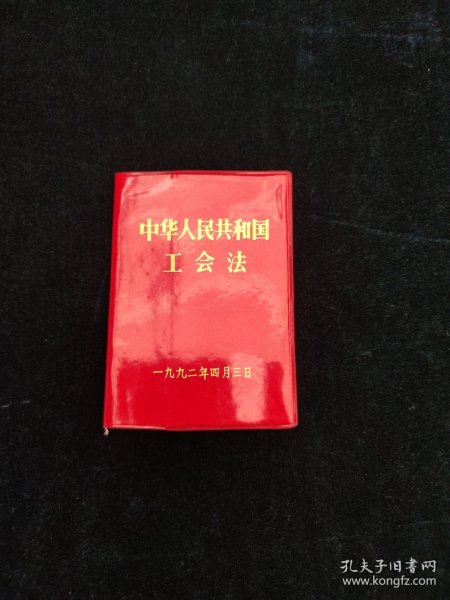 中华人民共和国
工会法
一九九二年四月三日
孔夫子旧书网
www.kongfz.com